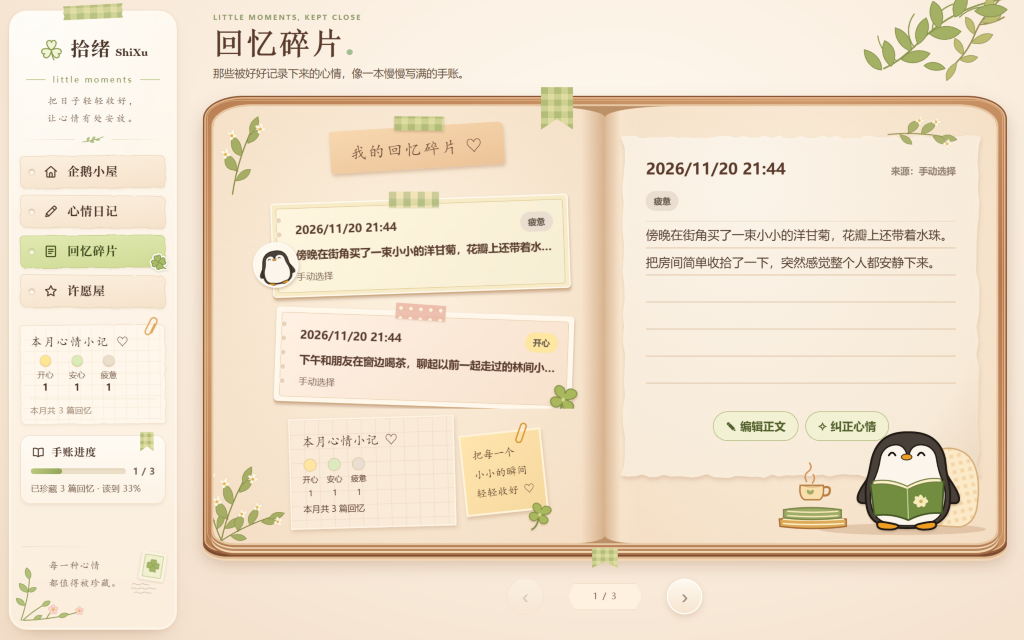 拾绪 ShiXu
little moments
把日子轻轻收好，
让心情有处安放。
企鹅小屋
心情日记
回忆碎片
许愿屋
本月心情小记 ♡
开心 安心 疲惫
1 1 1
本月共 3 篇回忆
手账进度
1 / 3
已珍藏 3 篇回忆 · 读到 33%
每一种心情
都值得被珍藏。
LITTLE MOMENTS, KEPT CLOSE
回忆碎片.
那些被好好记录下来的心情，像一本慢慢写满的手账。
我的回忆碎片 ♡
2026/11/20 21:44
疲惫
傍晚在街角买了一束小小的洋甘菊，花瓣上还带着水...
手动选择
2026/11/20 21:44
开心
下午和朋友在窗边喝茶，聊起以前一起走过的林间小...
手动选择
本月心情小记 ♡
开心 安心 疲惫
1 1 1
本月共 3 篇回忆
把每一个
小小的瞬间
轻轻收好 ♡
2026/11/20 21:44
来源：手动选择
疲惫
傍晚在街角买了一束小小的洋甘菊，花瓣上还带着水珠。
把房间简单收拾了一下，突然感觉整个人都安静下来。
编辑正文
纠正心情
‹ 1 / 3 ›